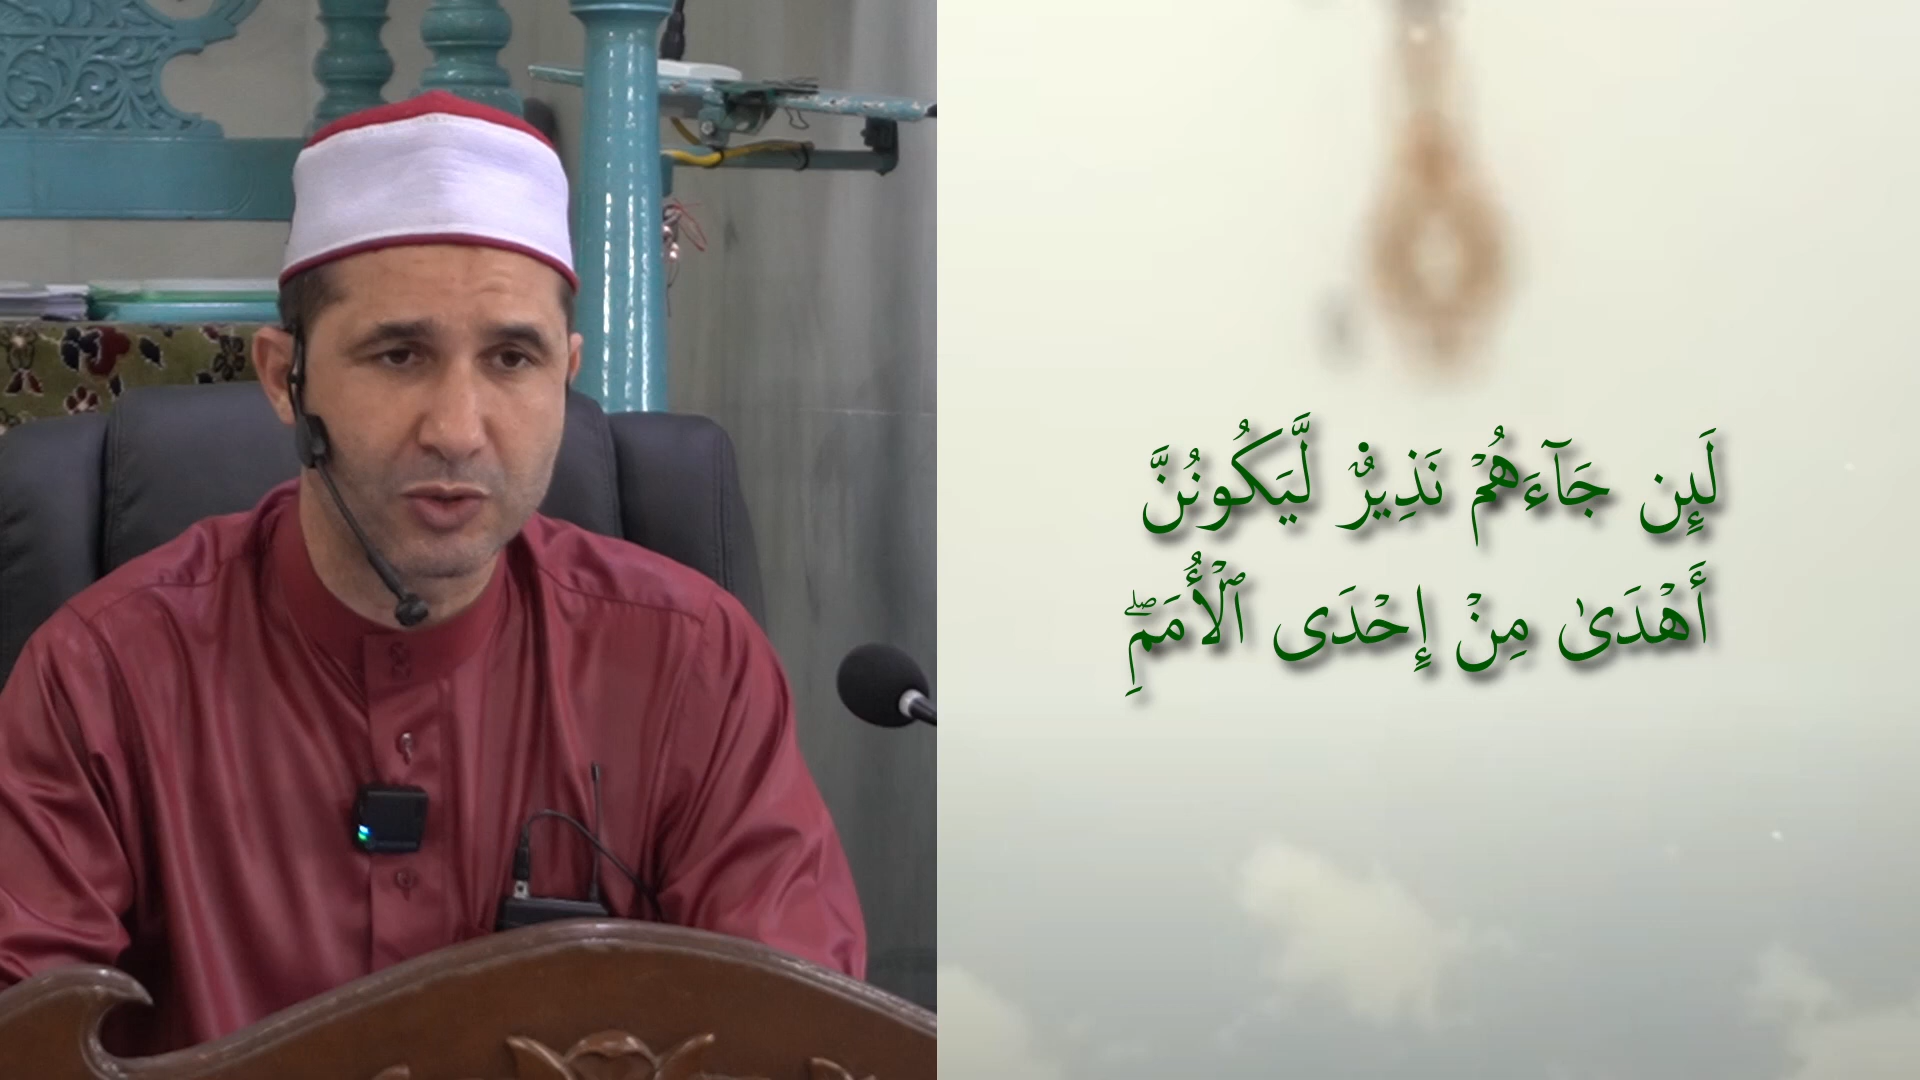 لَئِن جَآءَهُمۡ نَذِيرٌ لَّيَكُونُنَّ
أَهۡدَىٰ مِنۡ إِحۡدَى ٱلۡأُمَمِۖ